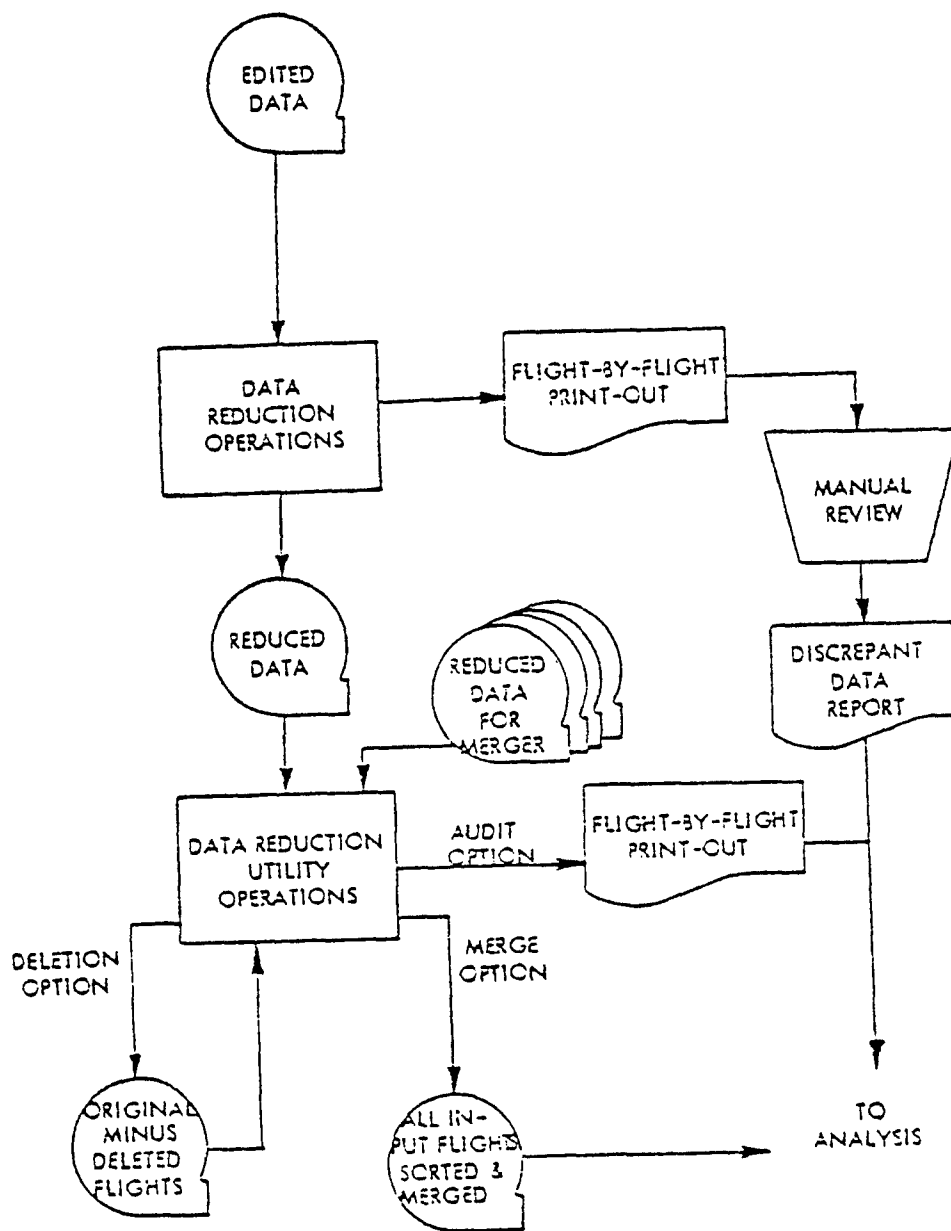 EDITED
DATA
DATA
REDUCTION
OPERATIONS
FLIGHT-BY-FLIGHT
PRINT-OUT
MANUAL
REVIEW
REDUCED
DATA
REDUCED
DATA
FOR
MERGER
DISCREPANT
DATA
REPORT
DATA REDUCTION
UTILITY
OPERATIONS
AUDIT
OPTION
FLIGHT-BY-FLIGHT
PRINT-OUT
DELETION
OPTION
MERGE
OPTION
ORIGINAL
MINUS
DELETED
FLIGHTS
ALL IN-
PUT FLIGHTS
SORTED &
MERGED
TO
ANALYSIS